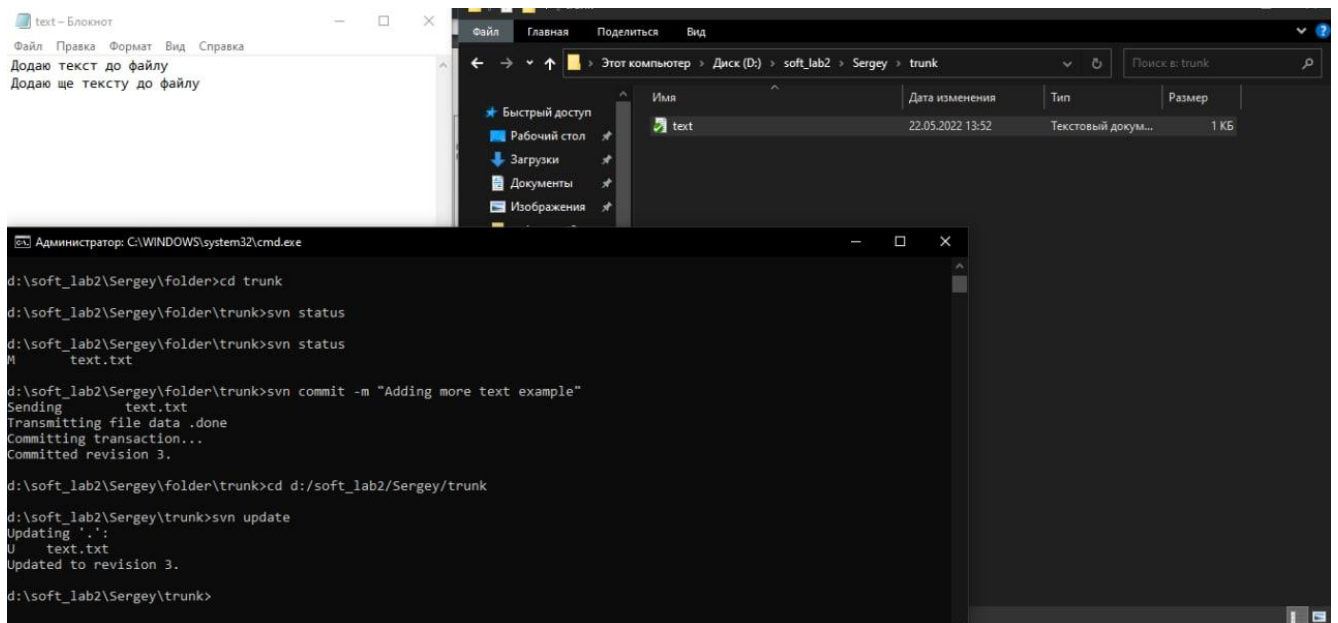 text – Блокнот
Файл Правка Формат Вид Справка
Додаю текст до файлу
Додаю ще тексту до файлу
Файл Главная Поделиться Вид
Этот компьютер › Диск (D:) › soft_lab2 › Sergey › trunk
Поиск в: trunk
Имя Дата изменения Тип Размер
Быстрый доступ
Рабочий стол
Загрузки
Документы
Изображения
text 22.05.2022 13:52 Текстовый докум... 1 КБ
Администратор: C:\WINDOWS\system32\cmd.exe
d:\soft_lab2\Sergey\folder>cd trunk
d:\soft_lab2\Sergey\folder\trunk>svn status
d:\soft_lab2\Sergey\folder\trunk>svn status
M text.txt
d:\soft_lab2\Sergey\folder\trunk>svn commit -m "Adding more text example"
Sending text.txt
Transmitting file data .done
Committing transaction...
Committed revision 3.
d:\soft_lab2\Sergey\folder\trunk>cd d:/soft_lab2/Sergey/trunk
d:\soft_lab2\Sergey\trunk>svn update
Updating '.':
U text.txt
Updated to revision 3.
d:\soft_lab2\Sergey\trunk>